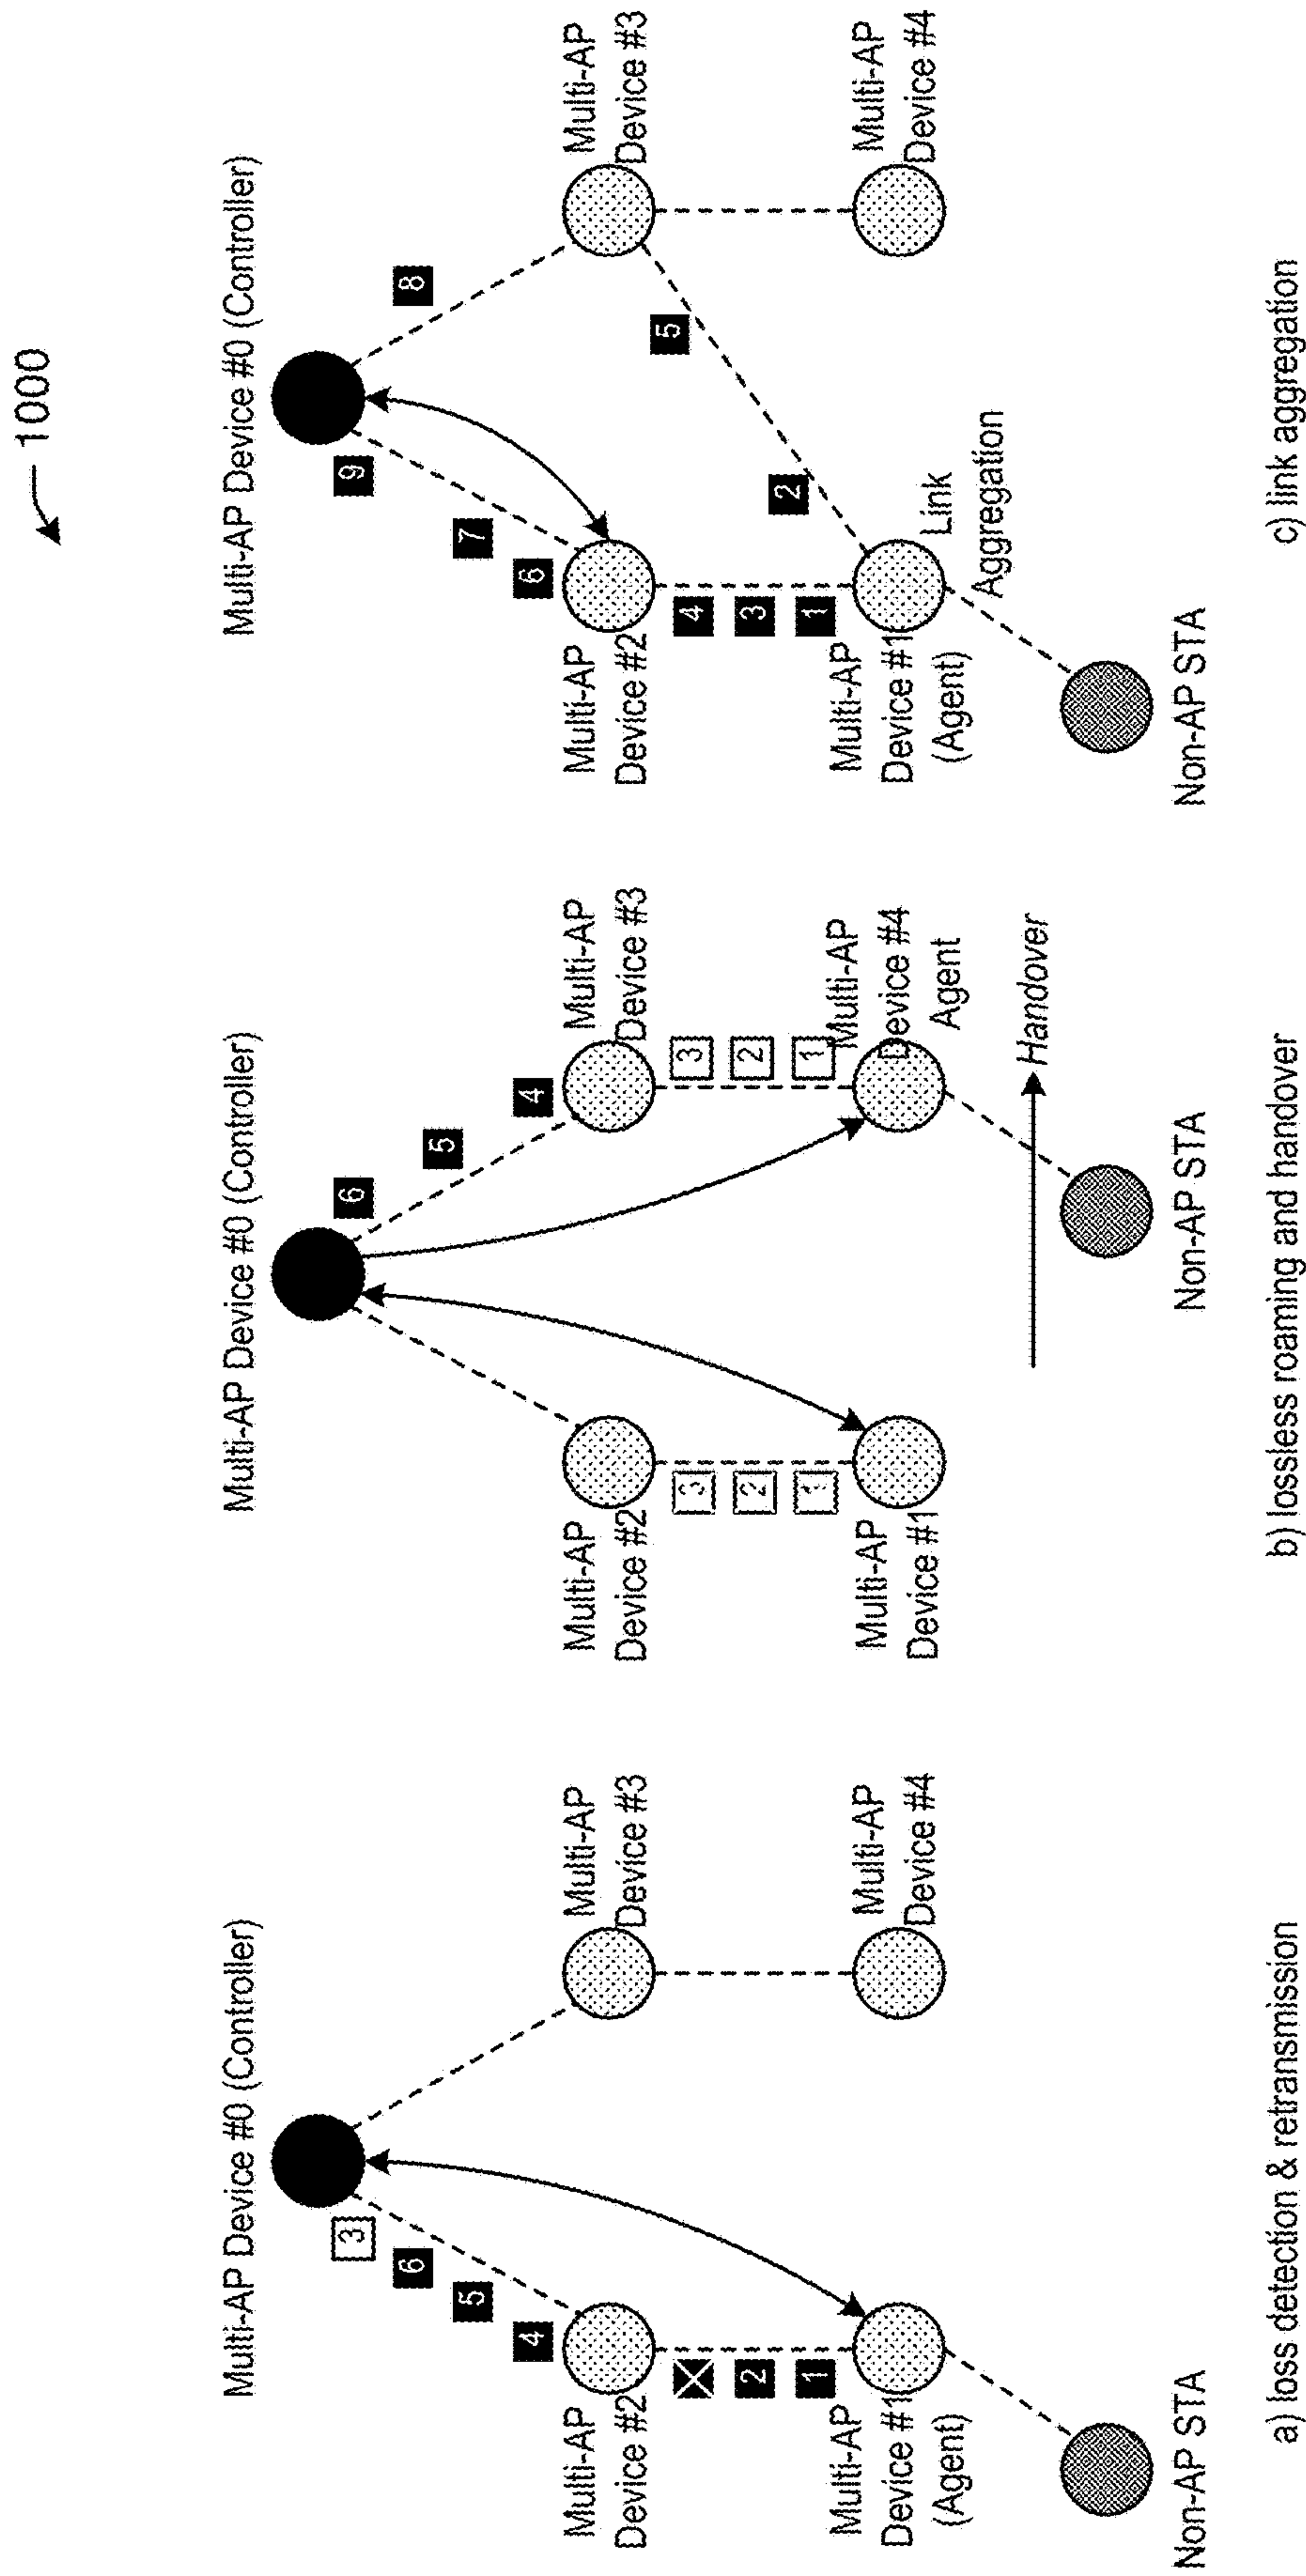 1000
Multi-AP Device #0 (Controller)
3
6
5
4
Multi-AP
Device #2
Multi-AP
Device #3
2
1
Multi-AP
Device #1
(Agent)
Multi-AP
Device #4
Non-AP STA
a) loss detection & retransmission
Multi-AP Device #0 (Controller)
6
5
4
Multi-AP
Device #2
Multi-AP
Device #3
3
2
1
3
2
1
Multi-AP
Device #1
Multi-AP
Device #4
Agent
Handover
Non-AP STA
b) lossless roaming and handover
Multi-AP Device #0 (Controller)
9
8
7
6
Multi-AP
Device #2
Multi-AP
Device #3
4
3
1
5
2
Multi-AP
Device #1
(Agent)
Link
Aggregation
Multi-AP
Device #4
Non-AP STA
c) link aggregation